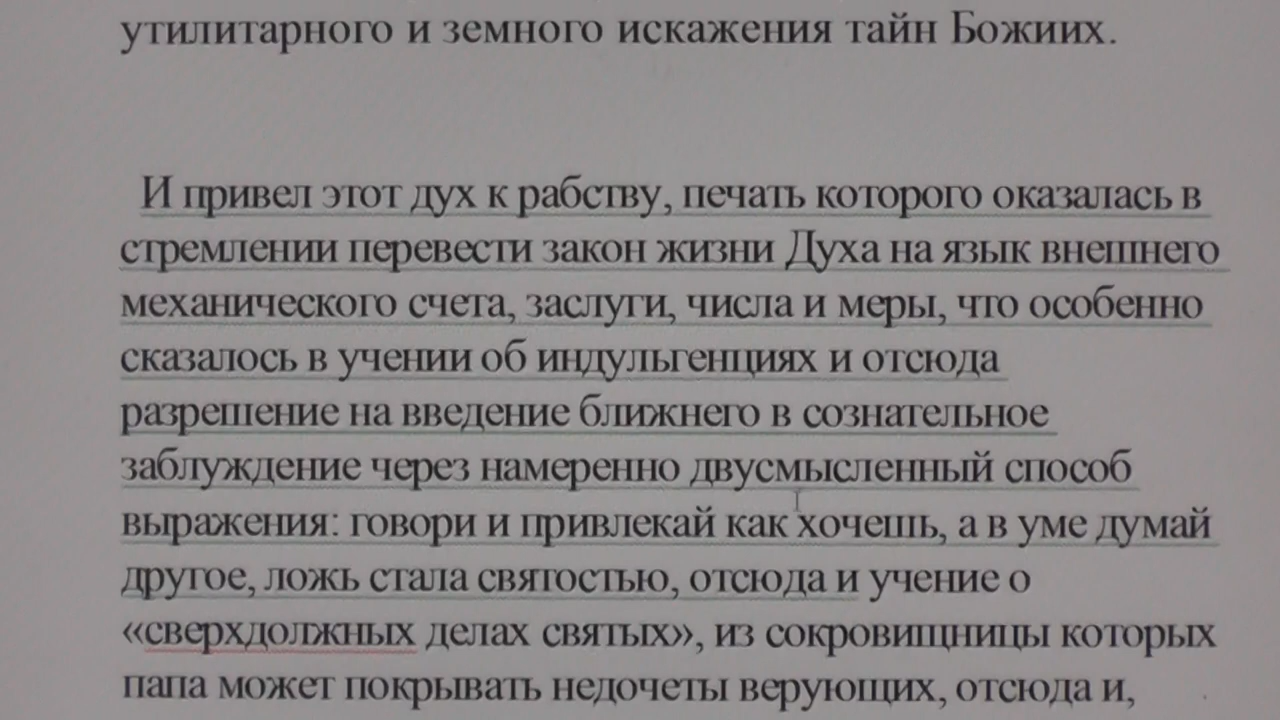 утилитарного и земного искажения тайн Божиих.
И привел этот дух к рабству, печать которого оказалась в
стремлении перевести закон жизни Духа на язык внешнего
механического счета, заслуги, числа и меры, что особенно
сказалось в учении об индульгенциях и отсюда
разрешение на введение ближнего в сознательное
заблуждение через намеренно двусмысленный способ
выражения: говори и привлекай как хочешь, а в уме думай
другое, ложь стала святостью, отсюда и учение о
«сверхдолжных делах святых», из сокровищницы которых
папа может покрывать недочеты верующих, отсюда и,